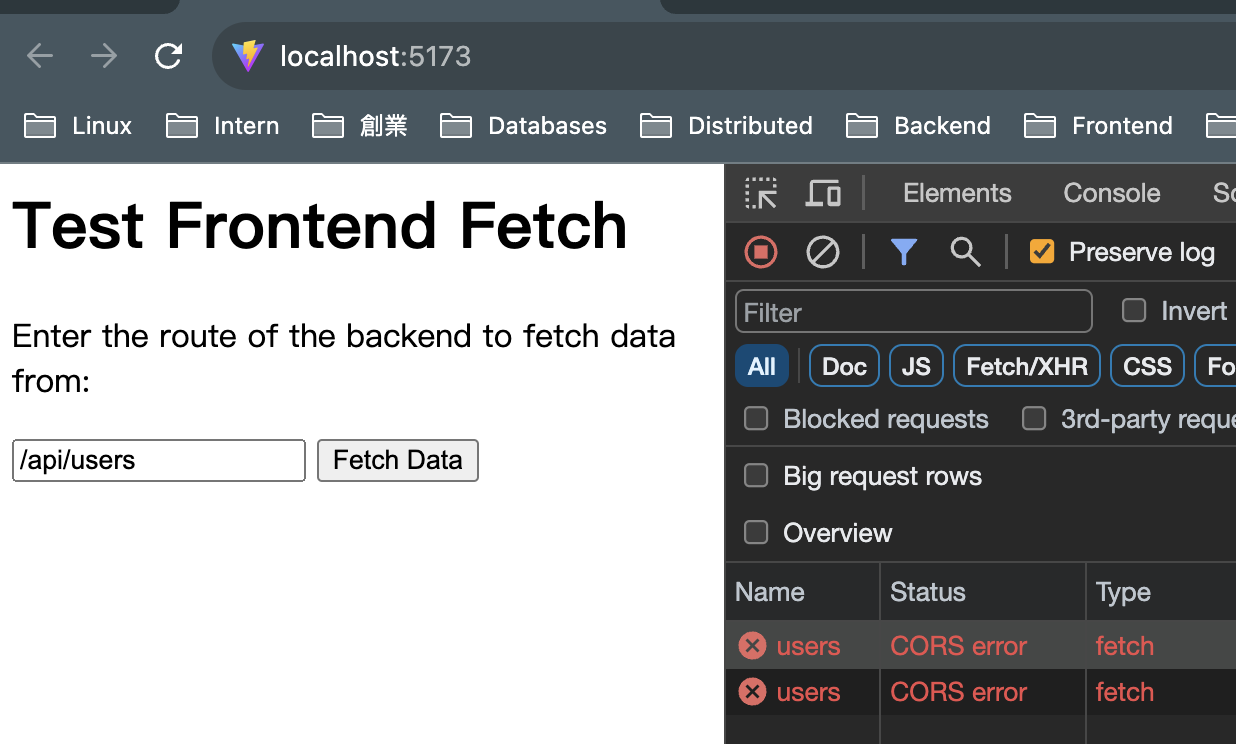 localhost:5173
Linux Intern 創業 Databases Distributed Backend Frontend
Test Frontend Fetch
Enter the route of the backend to fetch data
from:
/api/users Fetch Data
Elements Console Sc
Preserve log
Filter Invert
All Doc JS Fetch/XHR CSS Fo
Blocked requests 3rd-party reque
Big request rows
Overview
Name Status Type
users CORS error fetch
users CORS error fetch